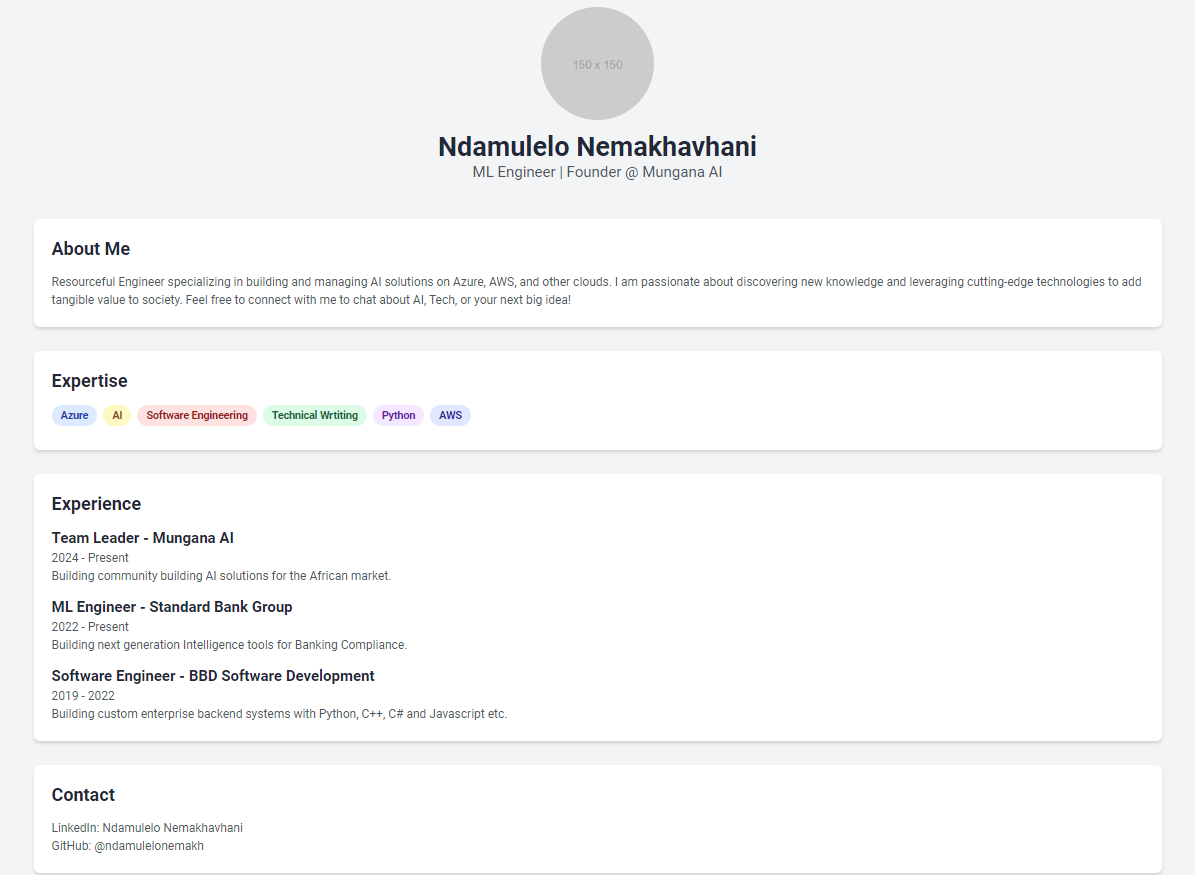 150 x 150
Ndamulelo Nemakhavhani
ML Engineer | Founder @ Mungana AI
About Me
Resourceful Engineer specializing in building and managing AI solutions on Azure, AWS, and other clouds. I am passionate about discovering new knowledge and leveraging cutting-edge technologies to add
tangible value to society. Feel free to connect with me to chat about AI, Tech, or your next big idea!
Expertise
Azure AI Software Engineering Technical Wrtiting Python AWS
Experience
Team Leader - Mungana AI
2024 - Present
Building community building AI solutions for the African market.
ML Engineer - Standard Bank Group
2022 - Present
Building next generation Intelligence tools for Banking Compliance.
Software Engineer - BBD Software Development
2019 - 2022
Building custom enterprise backend systems with Python, C++, C# and Javascript etc.
Contact
LinkedIn: Ndamulelo Nemakhavhani
GitHub: @ndamulelonemakh